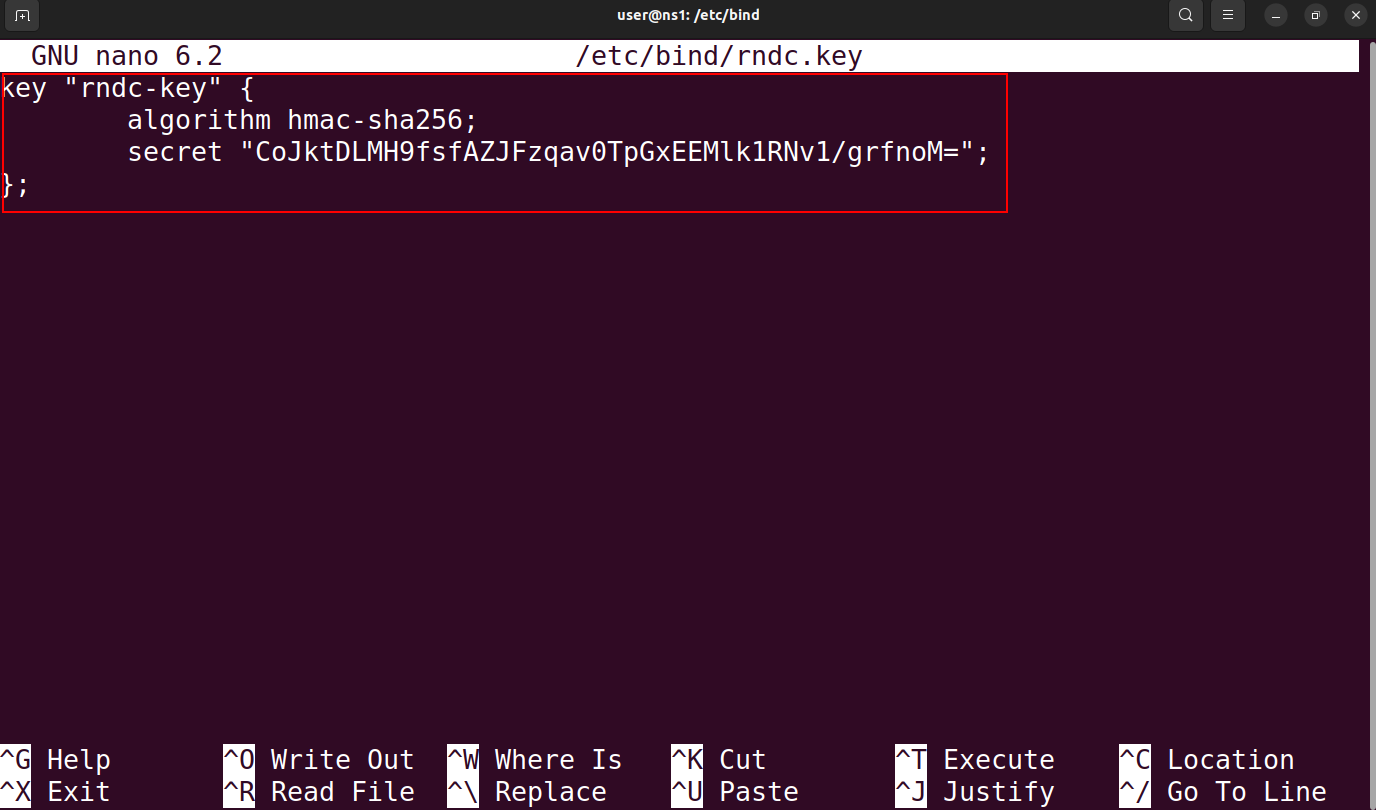 user@ns1: /etc/bind
GNU nano 6.2 /etc/bind/rndc.key
key "rndc-key" {
algorithm hmac-sha256;
secret "CoJktDLMH9fsfAZJFzqav0TpGxEEMlk1RNv1/grfnoM=";
};
^G Help ^O Write Out ^W Where Is ^K Cut ^T Execute ^C Location
^X Exit ^R Read File ^\ Replace ^U Paste ^J Justify ^/ Go To Line